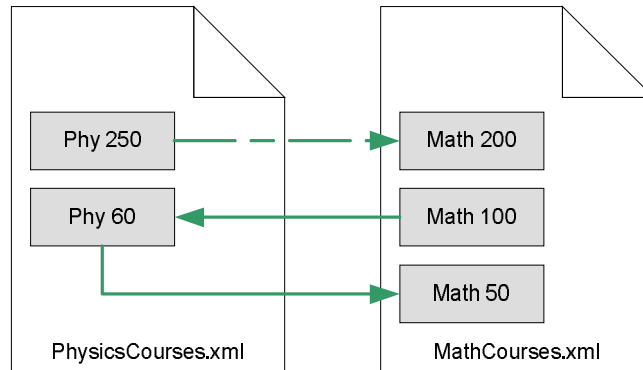 Phy 250
Math 200
Phy 60
Math 100
Math 50
PhysicsCourses.xml
MathCourses.xml